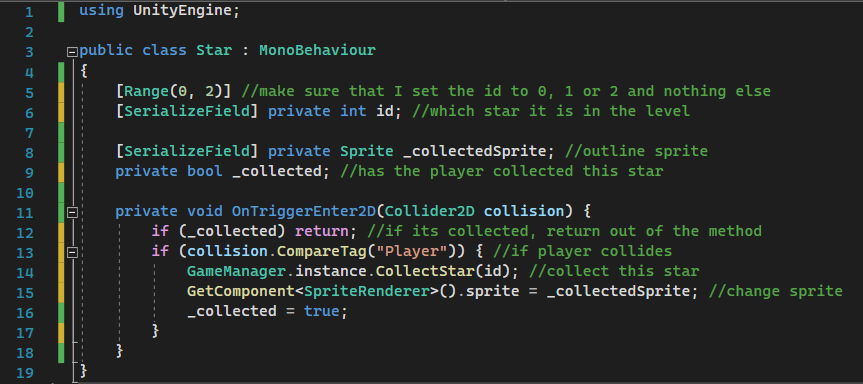 1 using UnityEngine;
2
3 public class Star : MonoBehaviour
4 {
5 [Range(0, 2)] //make sure that I set the id to 0, 1 or 2 and nothing else
6 [SerializeField] private int id; //which star it is in the level
7
8 [SerializeField] private Sprite _collectedSprite; //outline sprite
9 private bool _collected; //has the player collected this star
10
11 private void OnTriggerEnter2D(Collider2D collision) {
12 if (_collected) return; //if its collected, return out of the method
13 if (collision.CompareTag("Player")) { //if player collides
14 GameManager.instance.CollectStar(id); //collect this star
15 GetComponent<SpriteRenderer>().sprite = _collectedSprite; //change sprite
16 _collected = true;
17 }
18 }
19 }